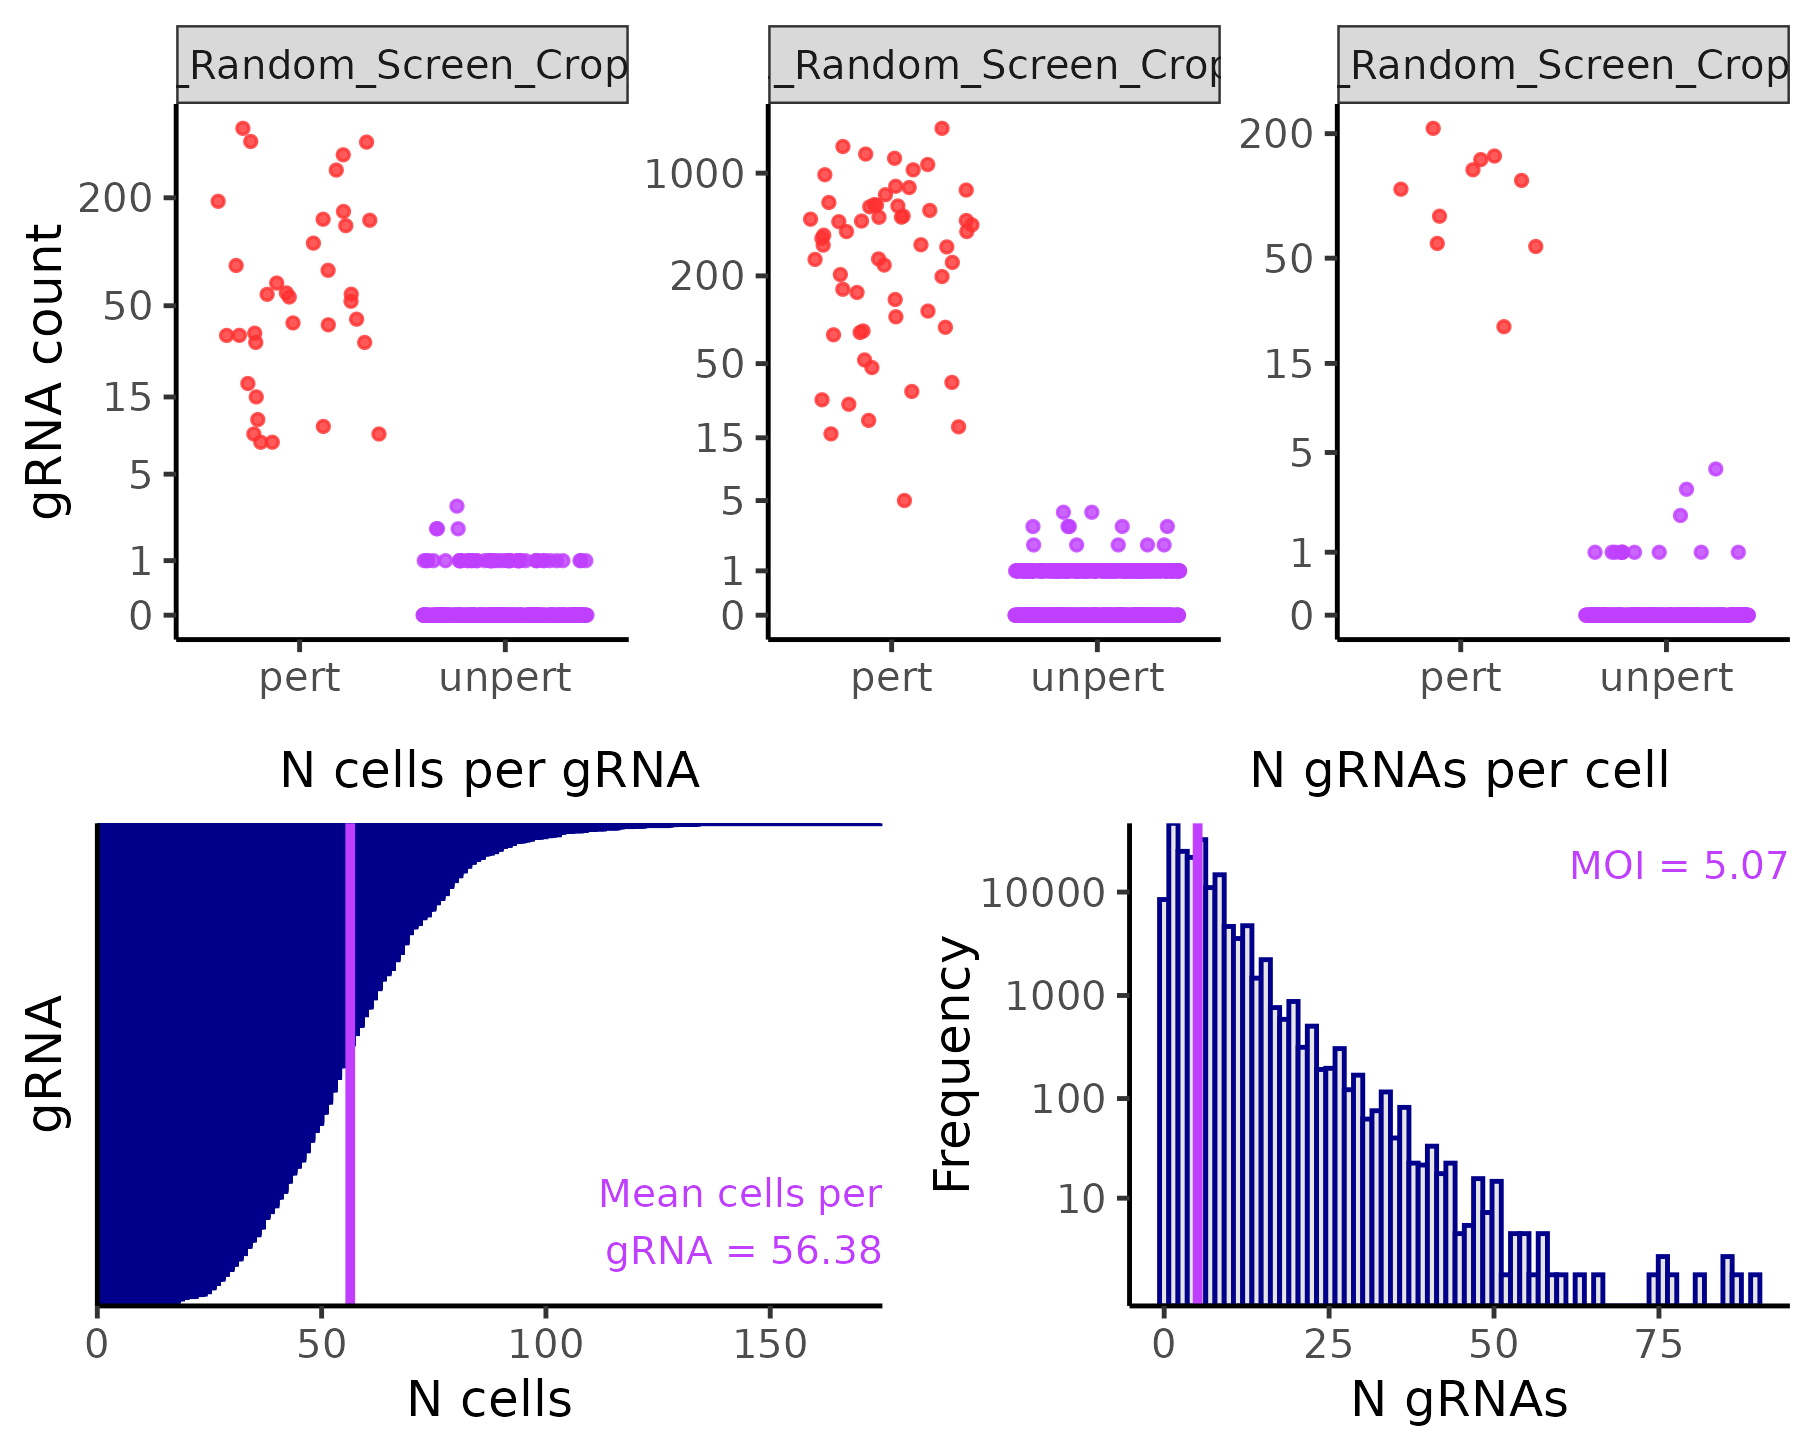 _Random_Screen_Crop
_Random_Screen_Crop
_Random_Screen_Crop
gRNA count
200
50
15
5
1
0
pert
unpert
1000
200
50
15
5
1
0
pert
unpert
200
50
15
5
1
0
pert
unpert
N cells per gRNA
gRNA
Mean cells per
gRNA = 56.38
0
50
100
150
N cells
N gRNAs per cell
MOI = 5.07
Frequency
10000
1000
100
10
0
25
50
75
N gRNAs